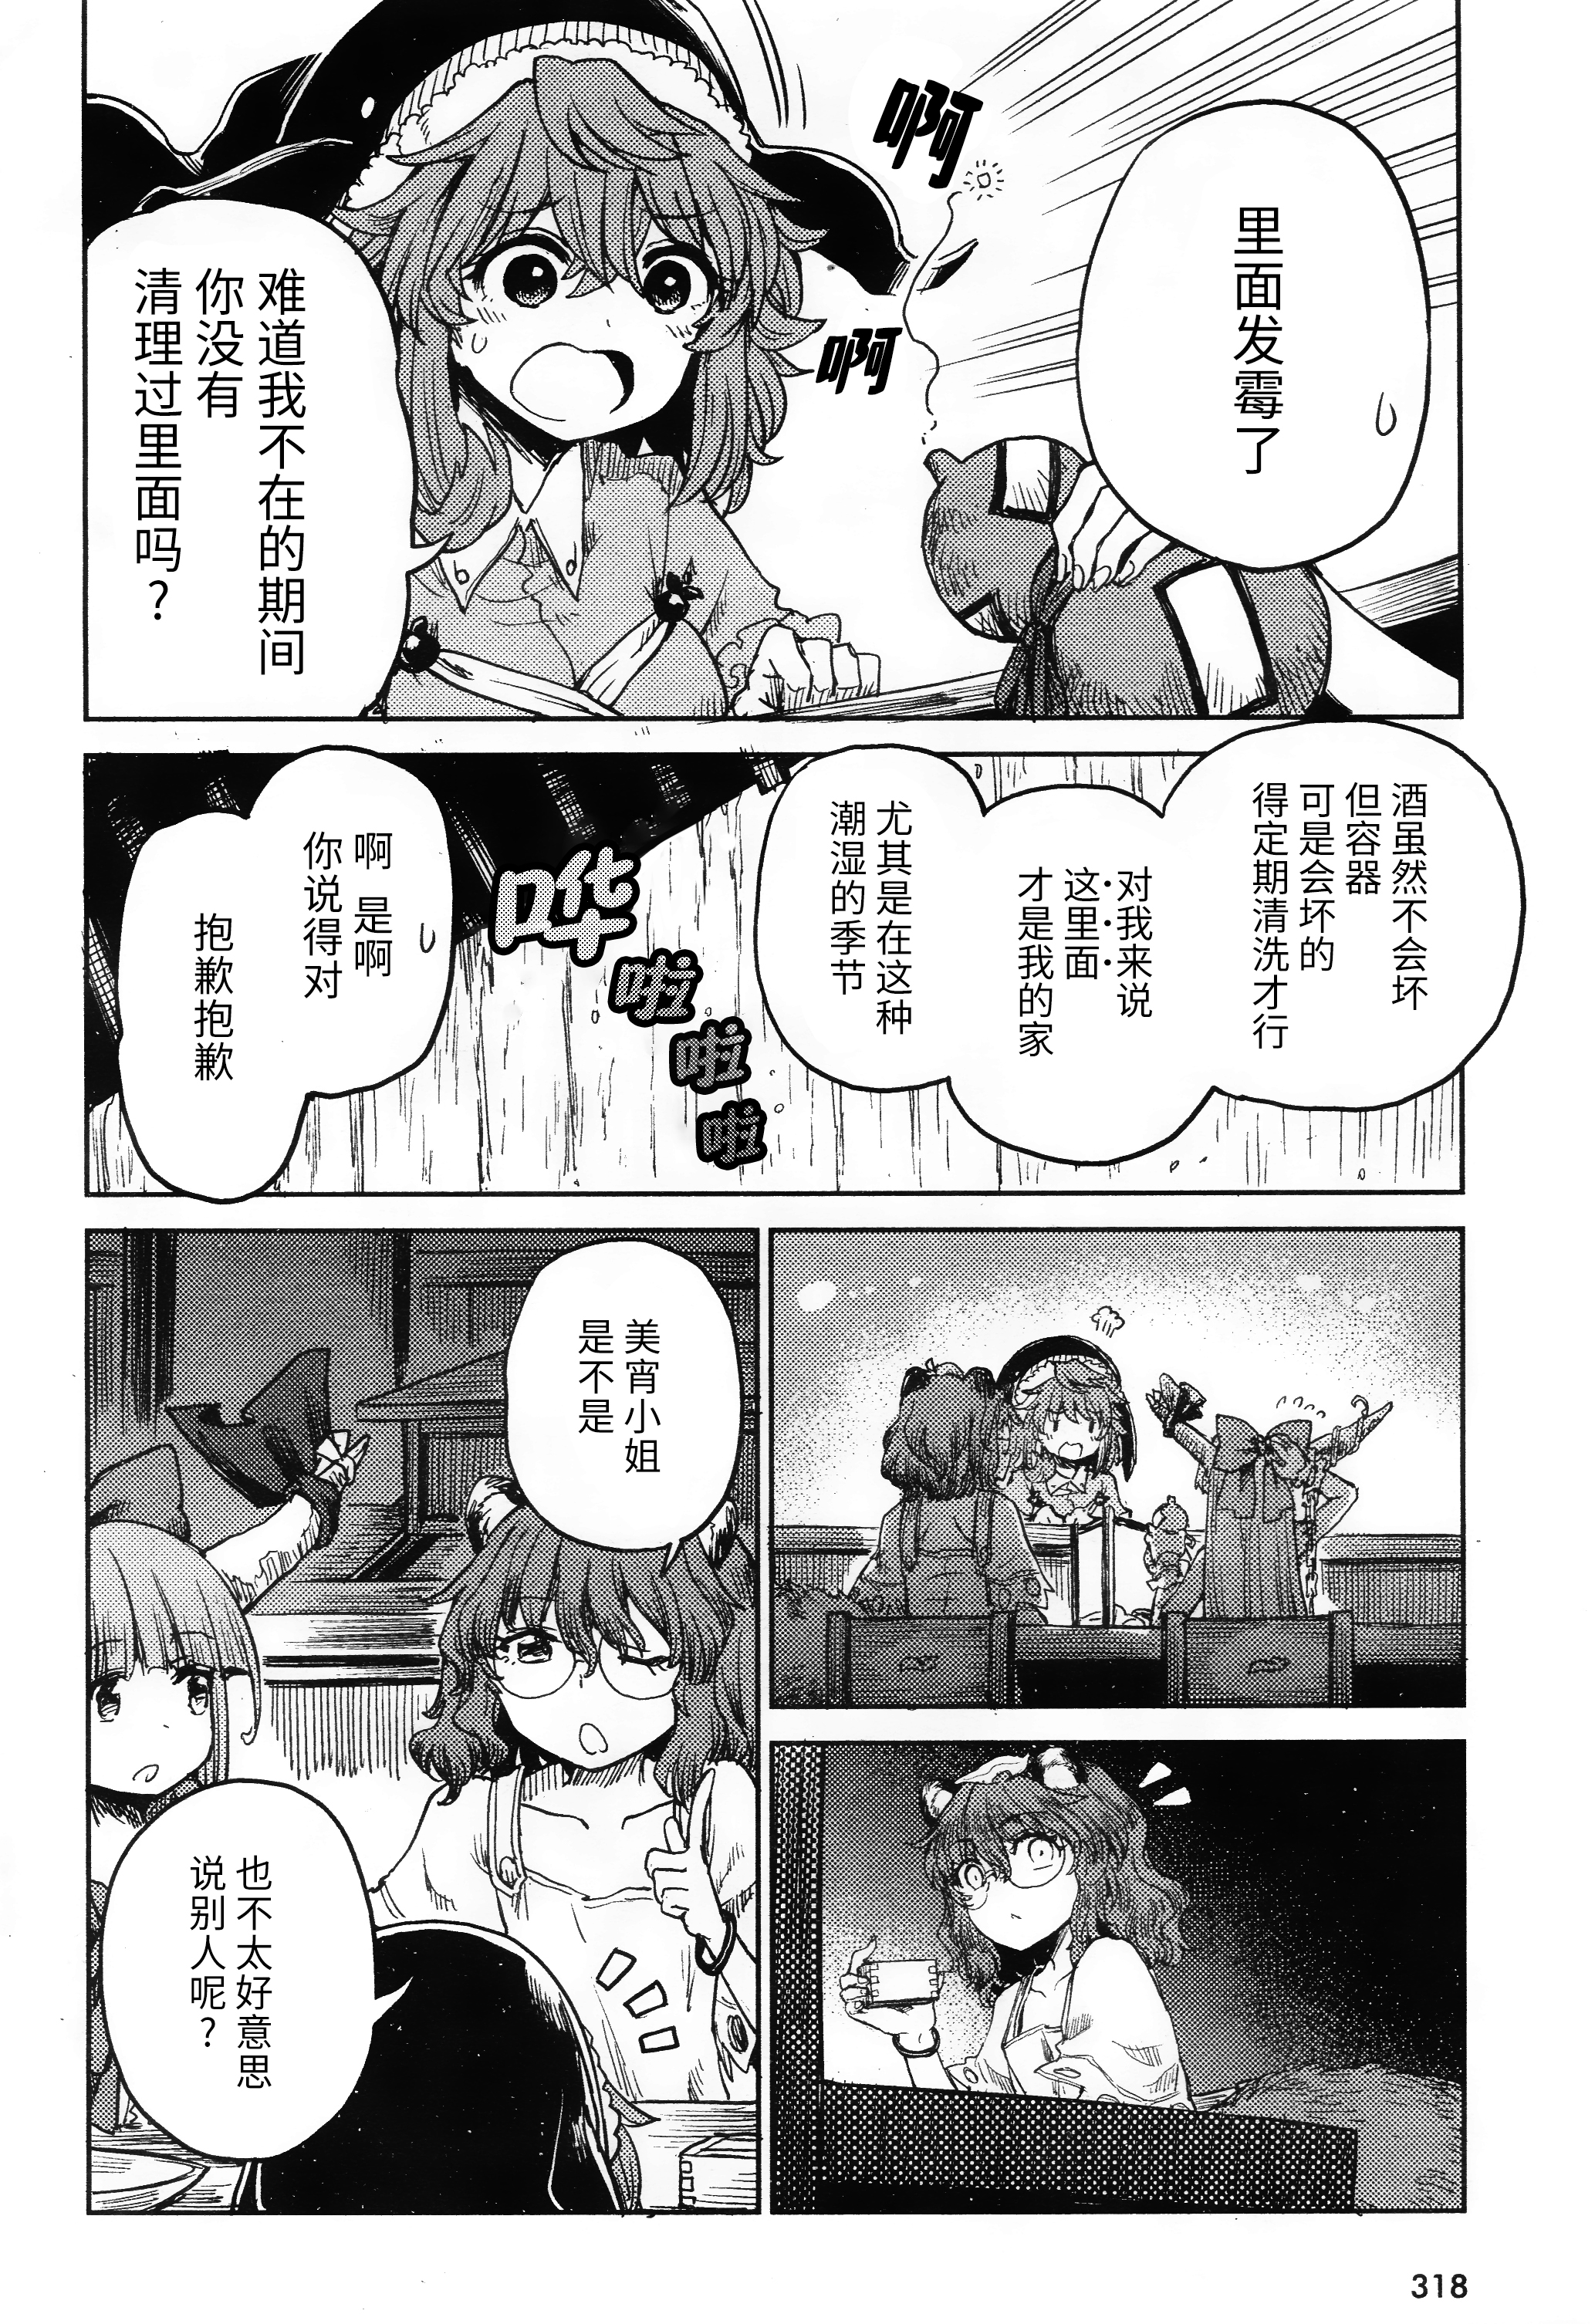 里面发霉了
啊
啊
难道我不在的期间
你没有
清理过里面吗？
酒虽然不会坏
但容器
可是会坏的
得定期清洗才行
对我来说
这里面
才是我的家
尤其是在这种
潮湿的季节
哗
啦
啦
啦
啊 是啊
你说得对
抱歉抱歉
美宵小姐
是不是
也不太好意思
说别人呢？
318